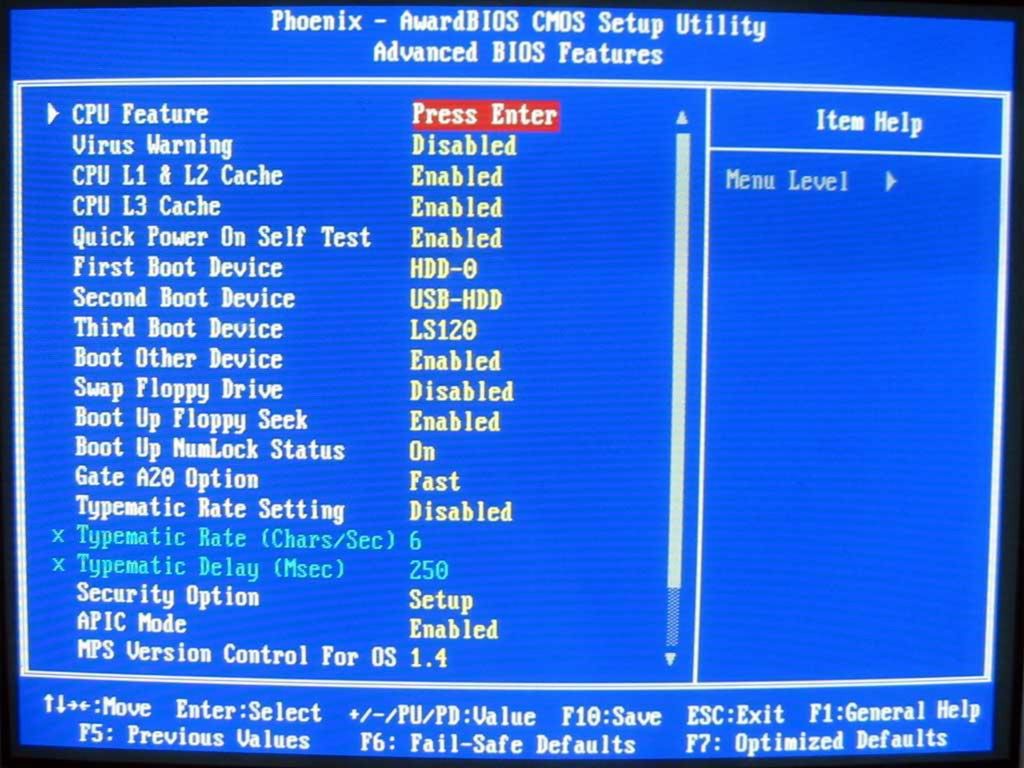 Phoenix - AwardBIOS CMOS Setup Utility
Advanced BIOS Features
CPU Feature Press Enter
Virus Warning Disabled
CPU L1 & L2 Cache Enabled
CPU L3 Cache Enabled
Quick Power On Self Test Enabled
First Boot Device HDD-0
Second Boot Device USB-HDD
Third Boot Device LS120
Boot Other Device Enabled
Swap Floppy Drive Disabled
Boot Up Floppy Seek Enabled
Boot Up NumLock Status On
Gate A20 Option Fast
Typematic Rate Setting Disabled
x Typematic Rate (Chars/Sec) 6
x Typematic Delay (Msec) 250
Security Option Setup
APIC Mode Enabled
MPS Version Control For OS 1.4
Item Help
Menu Level
↑↓→←:Move Enter:Select +/-/PU/PD:Value F10:Save ESC:Exit F1:General Help
F5: Previous Values F6: Fail-Safe Defaults F7: Optimized Defaults